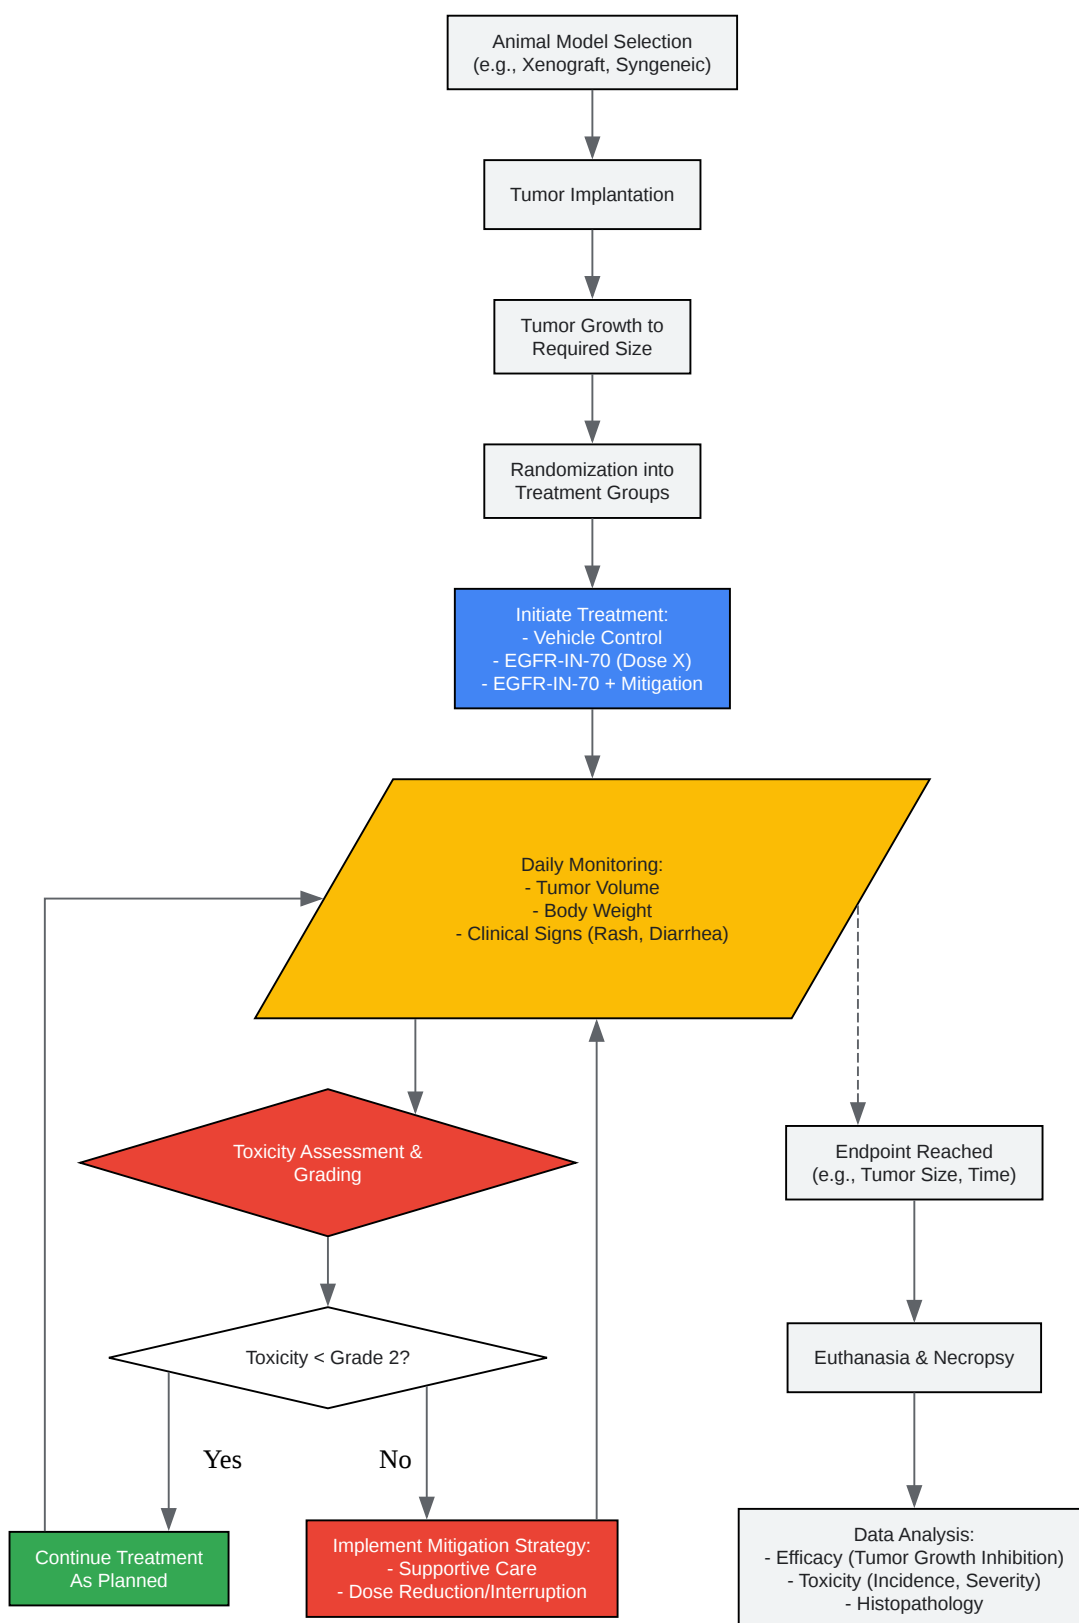 Animal Model Selection
(e.g., Xenograft, Syngeneic)
Tumor Implantation
Tumor Growth to
Required Size
Randomization into
Treatment Groups
Initiate Treatment:
- Vehicle Control
- EGFR-IN-70 (Dose X)
- EGFR-IN-70 + Mitigation
Daily Monitoring:
- Tumor Volume
- Body Weight
- Clinical Signs (Rash, Diarrhea)
Toxicity Assessment &
Grading
Endpoint Reached
(e.g., Tumor Size, Time)
Toxicity < Grade 2?
Euthanasia & Necropsy
Yes
No
Continue Treatment
As Planned
Implement Mitigation Strategy:
- Supportive Care
- Dose Reduction/Interruption
Data Analysis:
- Efficacy (Tumor Growth Inhibition)
- Toxicity (Incidence, Severity)
- Histopathology